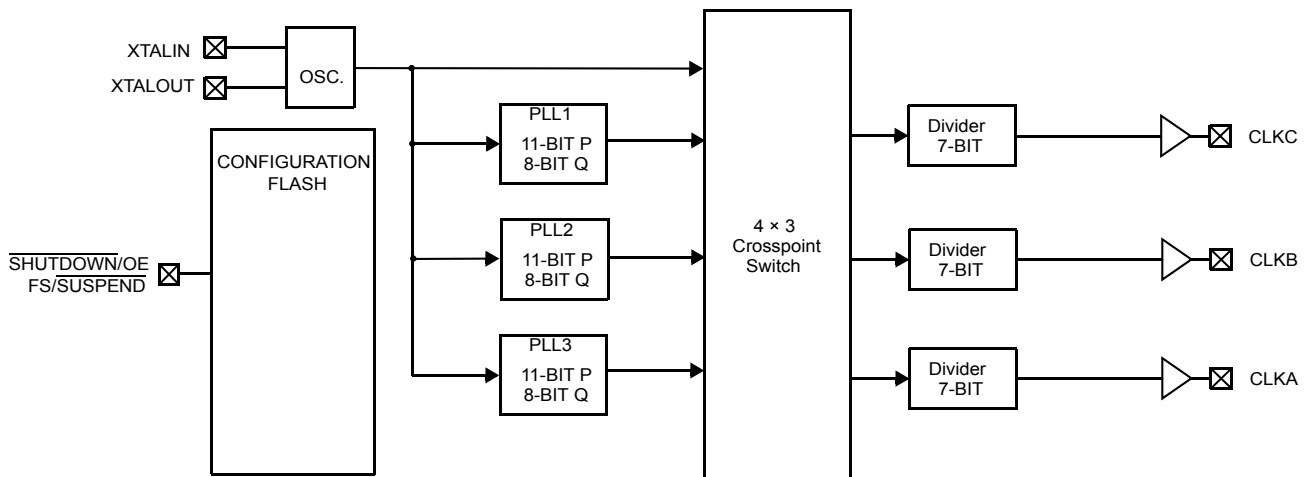 XTALIN
XTALOUT
OSC.
CONFIGURATION
FLASH
SHUTDOWN/OE
FS/SUSPEND
PLL1
11-BIT P
8-BIT Q
PLL2
11-BIT P
8-BIT Q
PLL3
11-BIT P
8-BIT Q
4 × 3
Crosspoint
Switch
Divider
7-BIT
CLKC
Divider
7-BIT
CLKB
Divider
7-BIT
CLKA